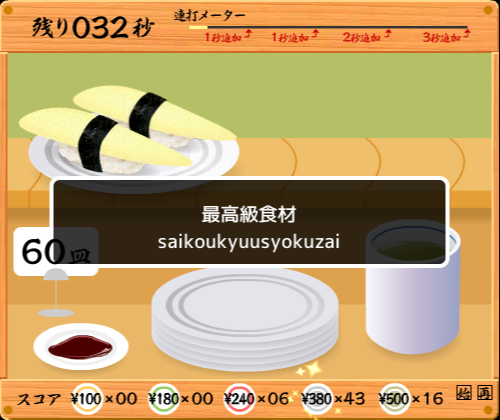 残り032秒
連打メーター
1秒追加 1秒追加 2秒追加 3秒追加
最高級食材
saikoukyuusyokuzai
60皿
スコア ¥100×00 ¥180×00 ¥240×06 ¥380×43 ¥500×16 始 再